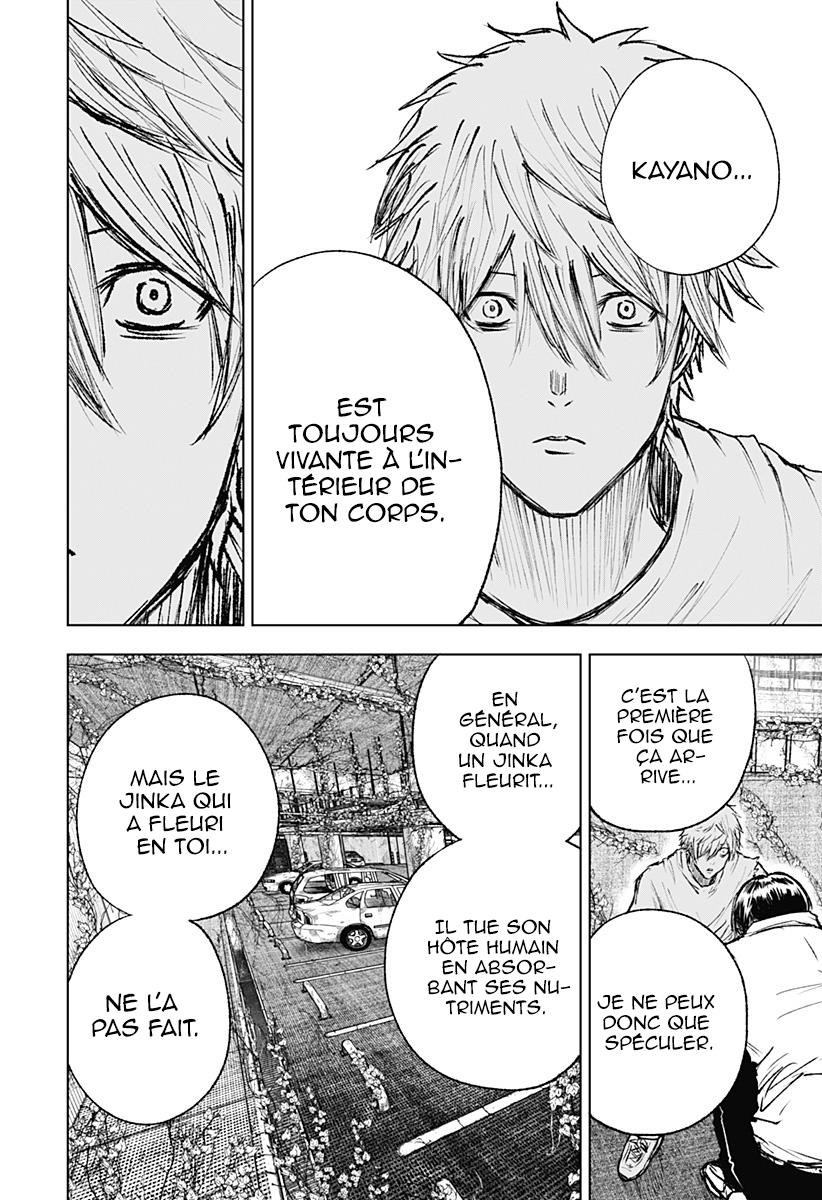 KAYANO...
EST
TOUJOURS
VIVANTE À L'IN-
TÉRIEUR DE
TON CORPS.
C'EST LA
PREMIÈRE
FOIS QUE
ÇA AR-
RIVE...
JE NE PEUX
DONC QUE
SPÉCULER.
EN
GÉNÉRAL,
QUAND
UN JINKA
FLEURIT...
IL TUE SON
HÔTE HUMAIN
EN ABSOR-
BANT SES NU-
TRIMENTS.
MAIS LE
JINKA QUI
A FLEURI
EN TOI...
NE L'A
PAS FAIT.